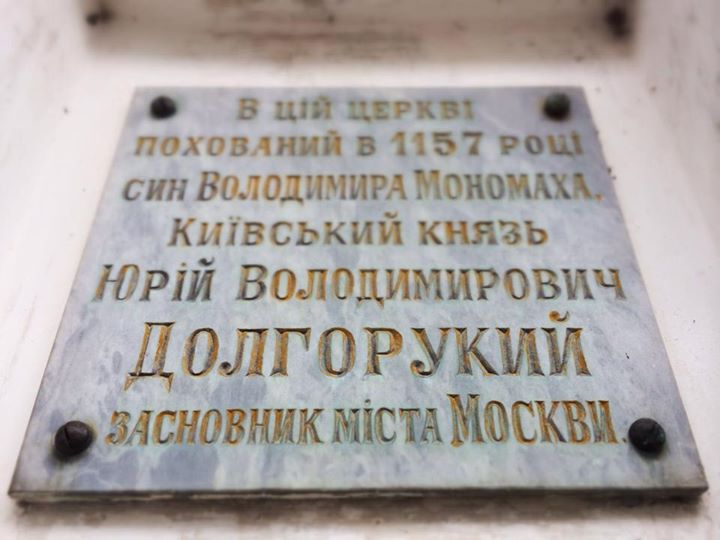 В ЦІЙ ЦЕРКВІ
ПОХОВАНИЙ В 1157 РОЦІ
СИН ВОЛОДИМИРА МОНОМАХА,
КИЇВСЬКИЙ КНЯЗЬ
ЮРІЙ ВОЛОДИМИРОВИЧ
ДОЛГОРУКИЙ
ЗАСНОВНИК МІСТА МОСКВИ.